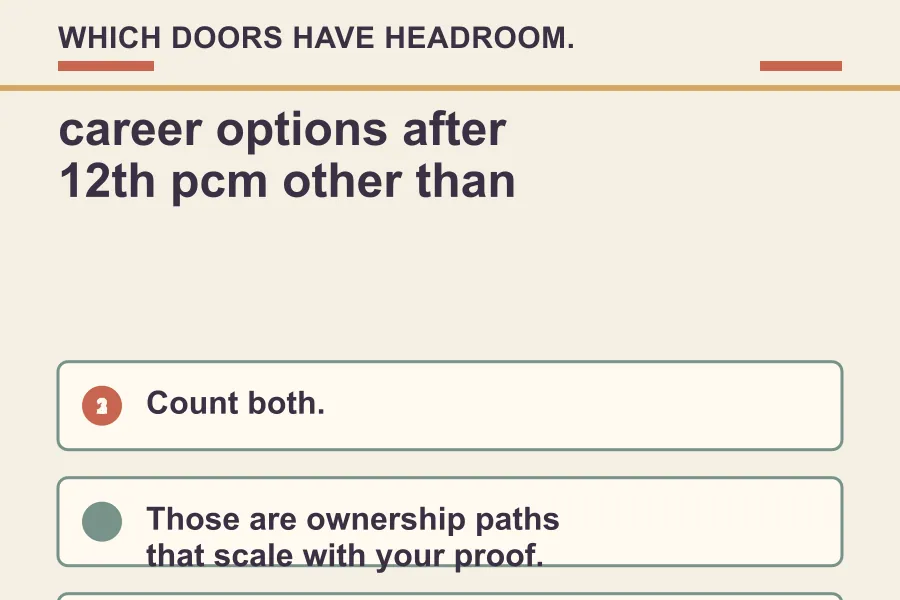 WHICH DOORS HAVE HEADROOM.
career options after
12th pcm other than
Count both.
Those are ownership paths
that scale with your proof.